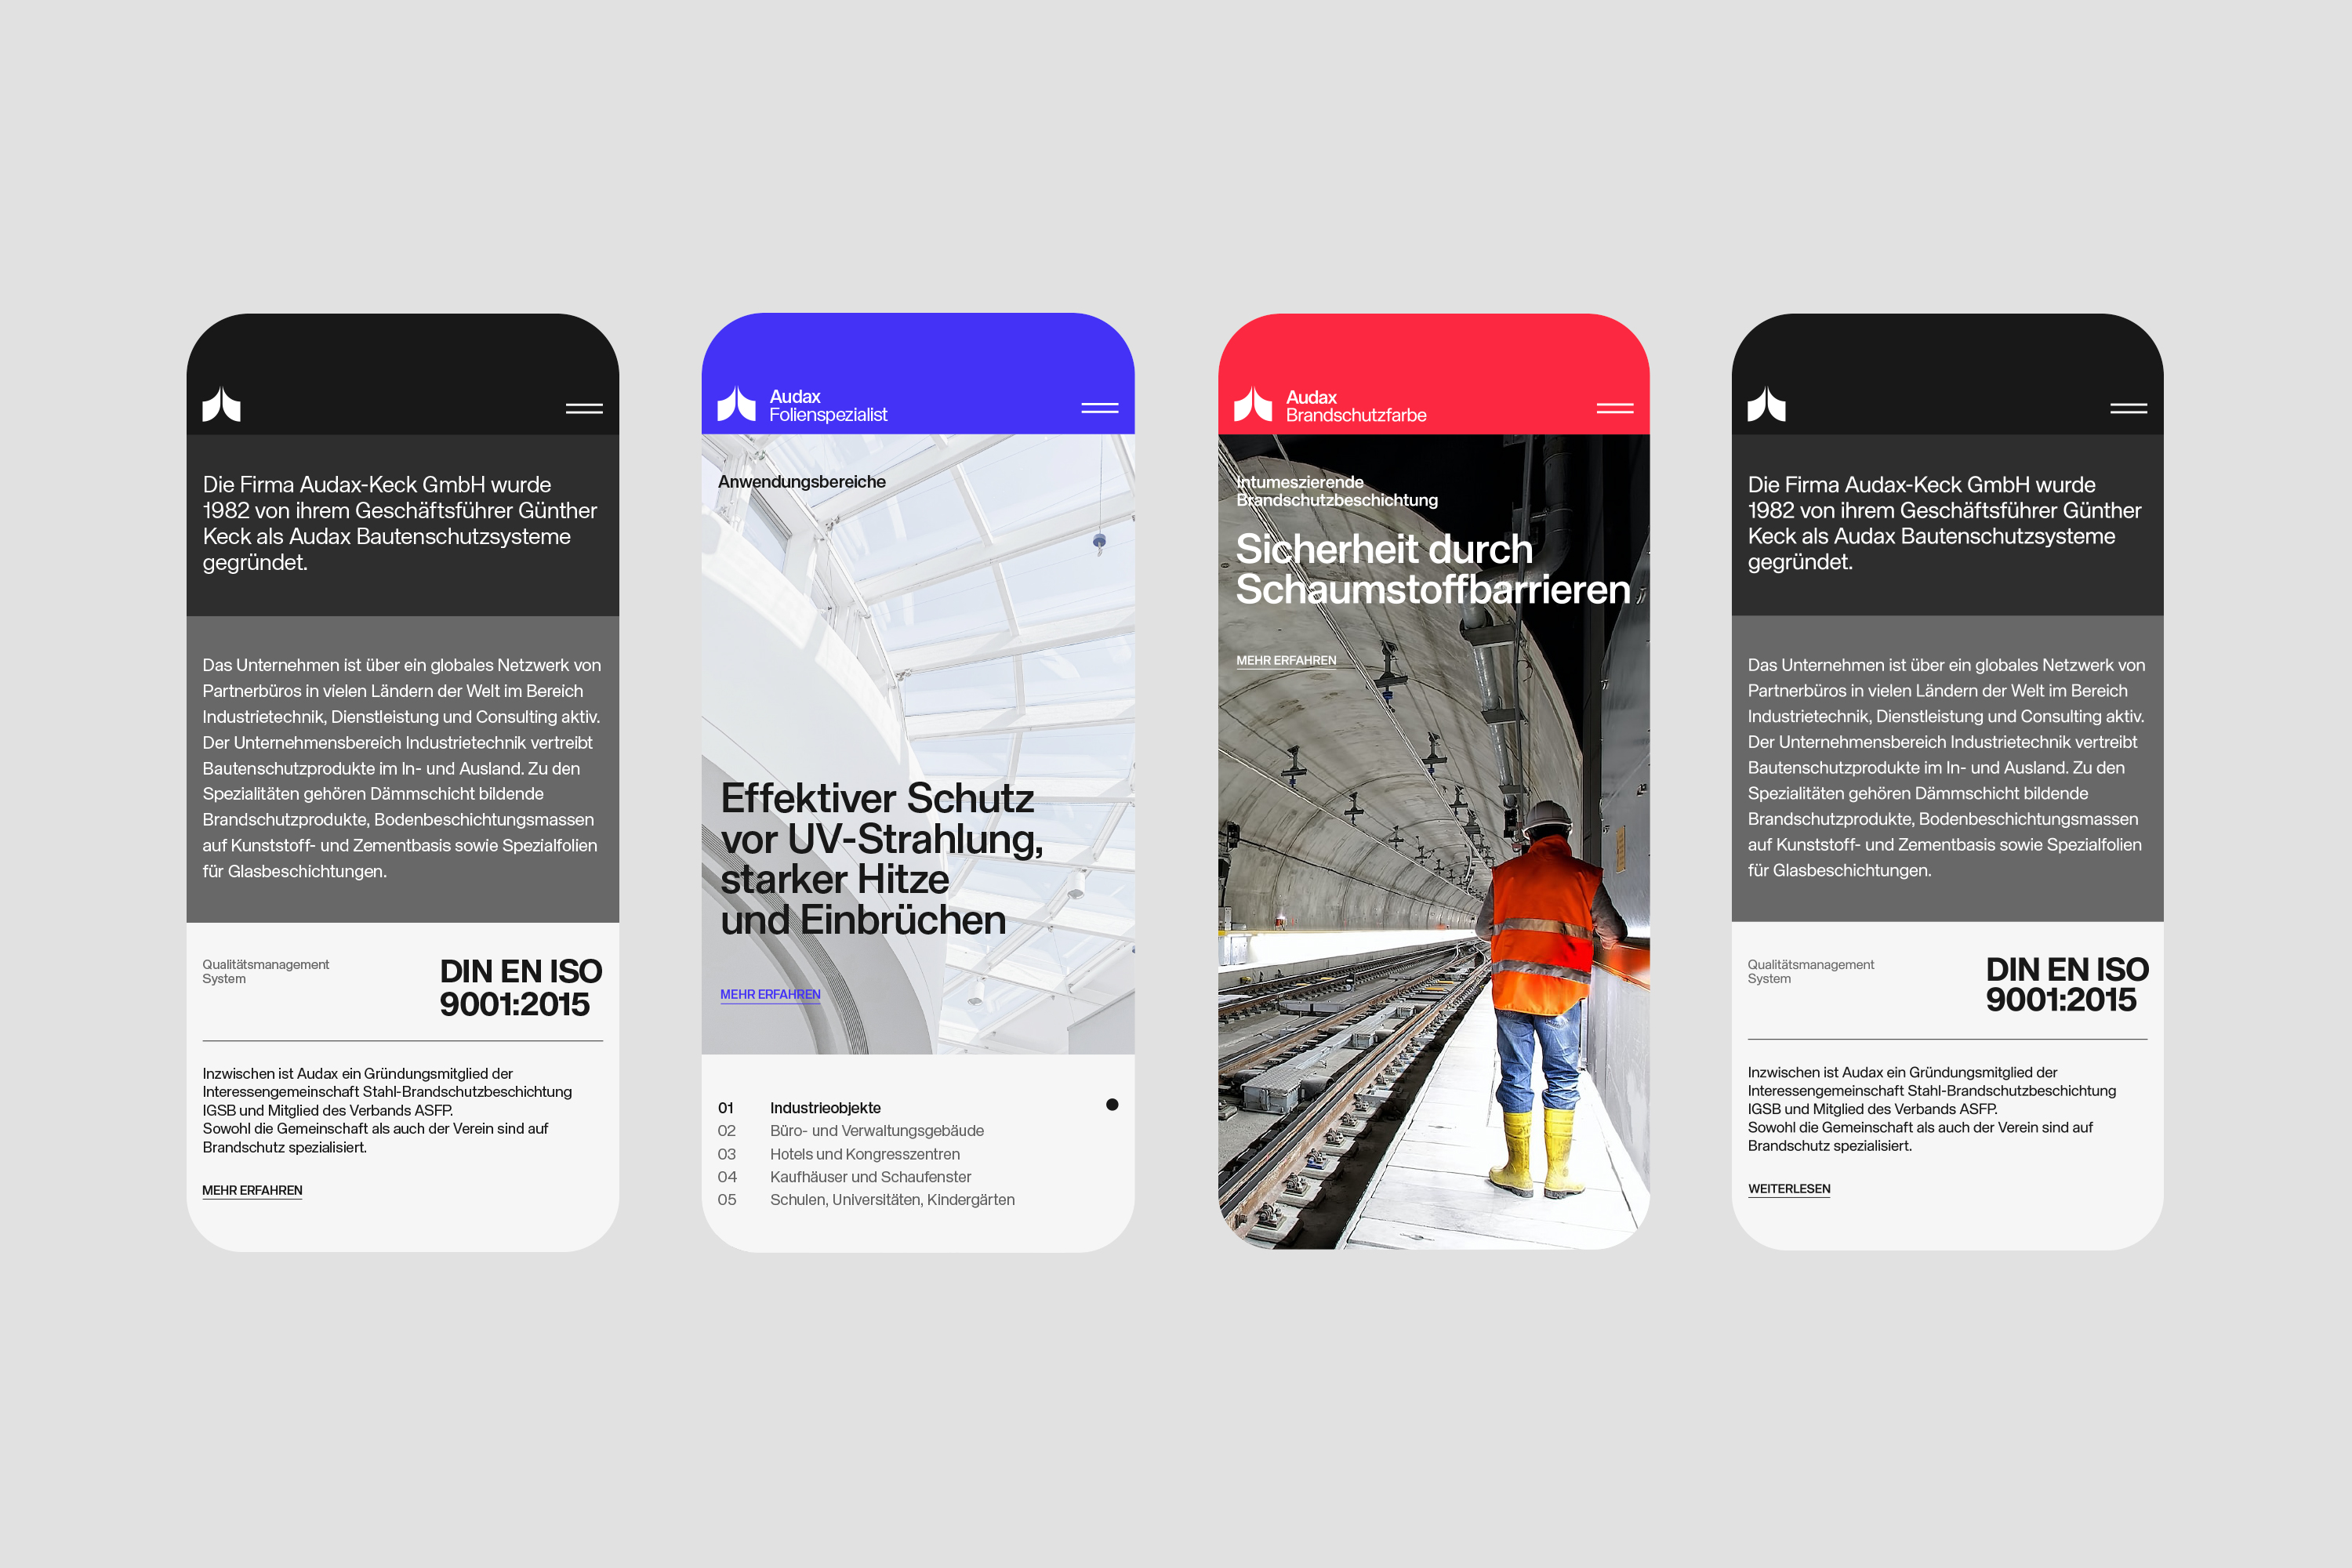 Die Firma Audax-Keck GmbH wurde
1982 von ihrem Geschäftsführer Günther
Keck als Audax Bautenschutzsysteme
gegründet.
Das Unternehmen ist über ein globales Netzwerk von
Partnerbüros in vielen Ländern der Welt im Bereich
Industrietechnik, Dienstleistung und Consulting aktiv.
Der Unternehmensbereich Industrietechnik vertreibt
Bautenschutzprodukte im In- und Ausland. Zu den
Spezialitäten gehören Dämmschicht bildende
Brandschutzprodukte, Bodenbeschichtungsmassen
auf Kunststoff- und Zementbasis sowie Spezialfolien
für Glasbeschichtungen.
Qualitätsmanagement
System
DIN EN ISO
9001:2015
Inzwischen ist Audax ein Gründungsmitglied der
Interessengemeinschaft Stahl-Brandschutzbeschichtung
IGSB und Mitglied des Verbands ASFP.
Sowohl die Gemeinschaft als auch der Verein sind auf
Brandschutz spezialisiert.
MEHR ERFAHREN
Audax
Folienspezialist
Anwendungsbereiche
Effektiver Schutz
vor UV-Strahlung,
starker Hitze
und Einbrüchen
MEHR ERFAHREN
01 Industrieobjekte
02 Büro- und Verwaltungsgebäude
03 Hotels und Kongresszentren
04 Kaufhäuser und Schaufenster
05 Schulen, Universitäten, Kindergärten
Audax
Brandschutzfarbe
Intumeszierende
Brandschutzbeschichtung
Sicherheit durch
Schaumstoffbarrieren
MEHR ERFAHREN
Die Firma Audax-Keck GmbH wurde
1982 von ihrem Geschäftsführer Günther
Keck als Audax Bautenschutzsysteme
gegründet.
Das Unternehmen ist über ein globales Netzwerk von
Partnerbüros in vielen Ländern der Welt im Bereich
Industrietechnik, Dienstleistung und Consulting aktiv.
Der Unternehmensbereich Industrietechnik vertreibt
Bautenschutzprodukte im In- und Ausland. Zu den
Spezialitäten gehören Dämmschicht bildende
Brandschutzprodukte, Bodenbeschichtungsmassen
auf Kunststoff- und Zementbasis sowie Spezialfolien
für Glasbeschichtungen.
Qualitätsmanagement
System
DIN EN ISO
9001:2015
Inzwischen ist Audax ein Gründungsmitglied der
Interessengemeinschaft Stahl-Brandschutzbeschichtung
IGSB und Mitglied des Verbands ASFP.
Sowohl die Gemeinschaft als auch der Verein sind auf
Brandschutz spezialisiert.
WEITERLESEN